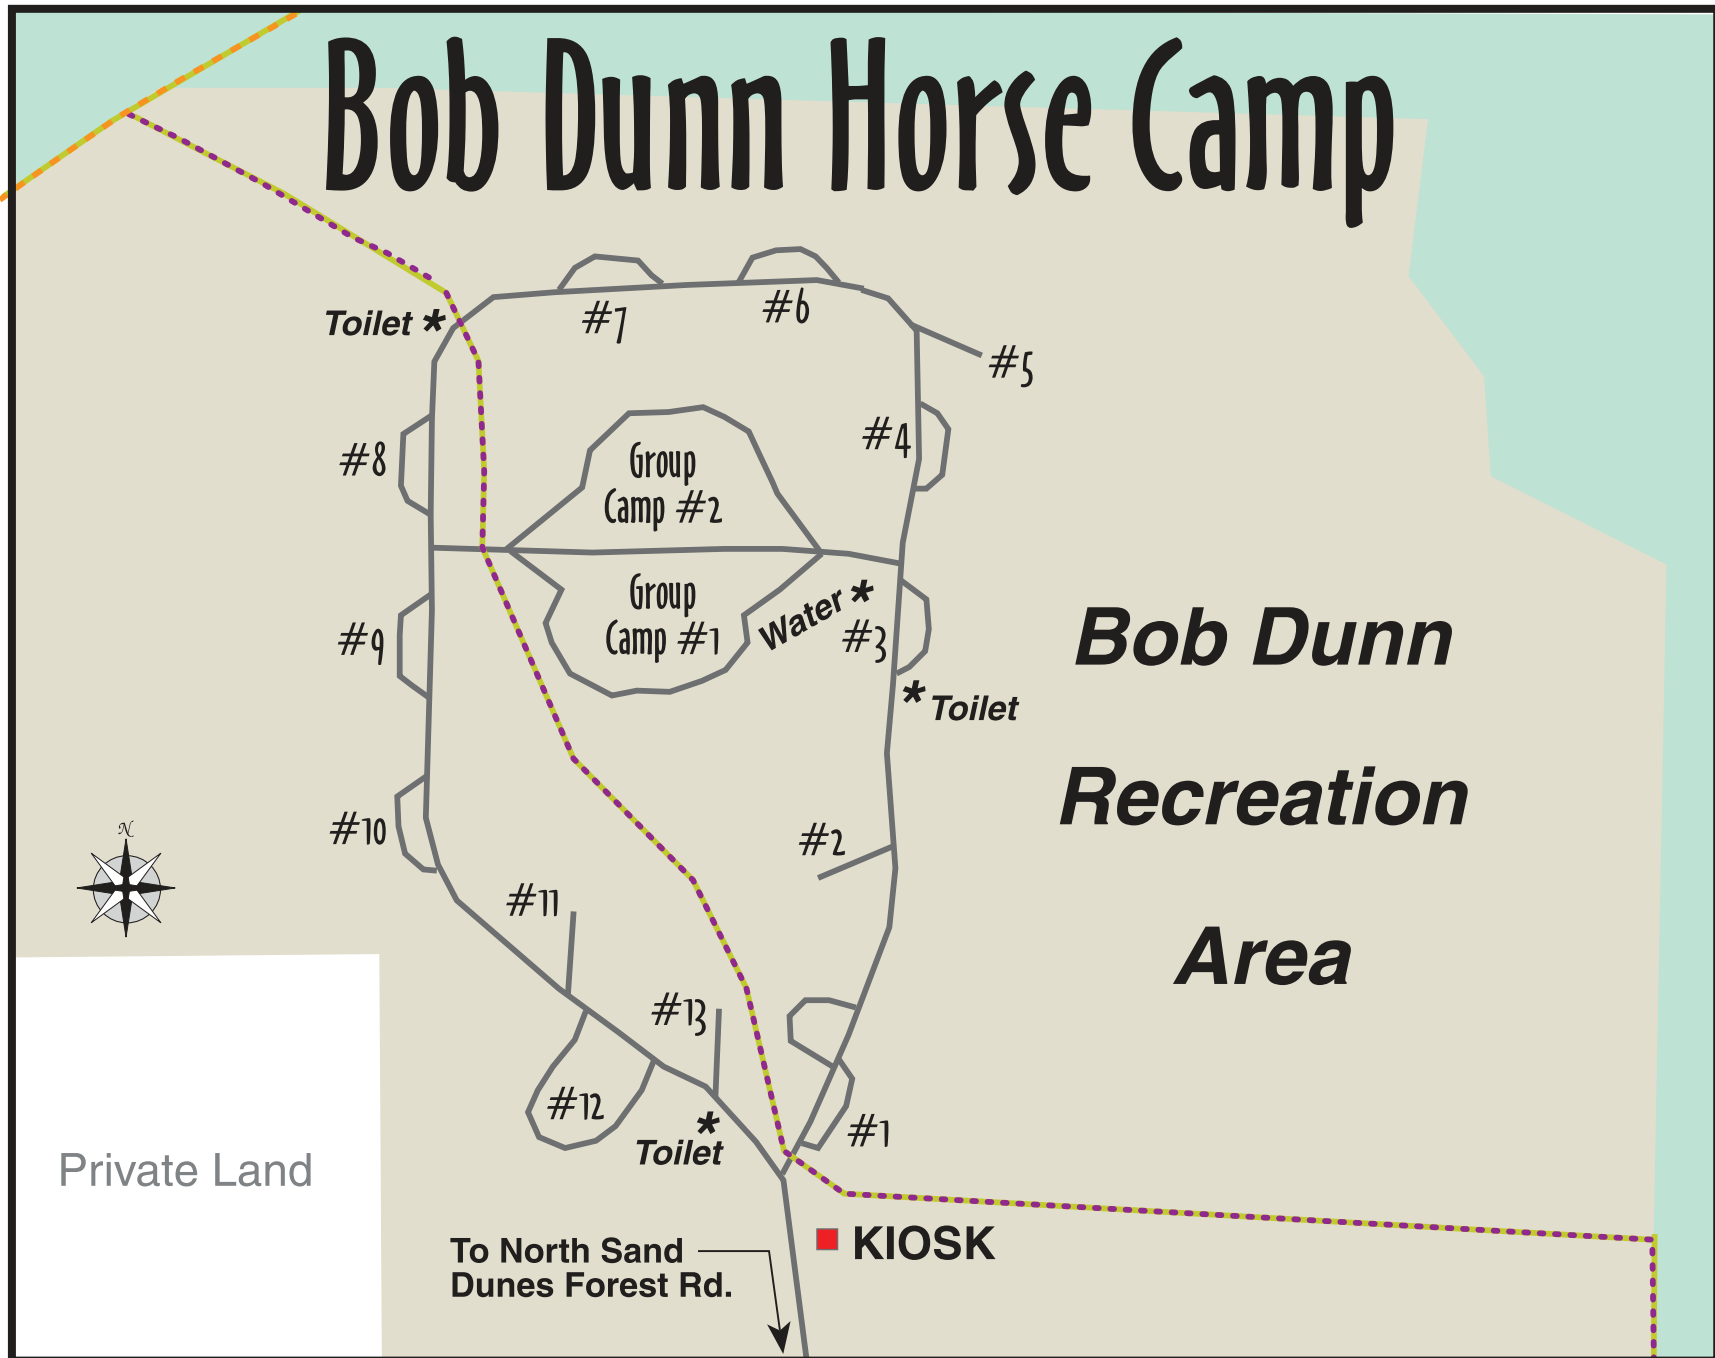 Bob Dunn Horse Camp
#7
#6
Toilet *
#5
#4
#8
Group
Camp #2
Group
Camp #1
Water *
#3
#9
* Toilet
Bob Dunn
Recreation
Area
#10
#2
N
#11
#13
#12
*
Toilet
#1
Private Land
KIOSK
To North Sand
Dunes Forest Rd.